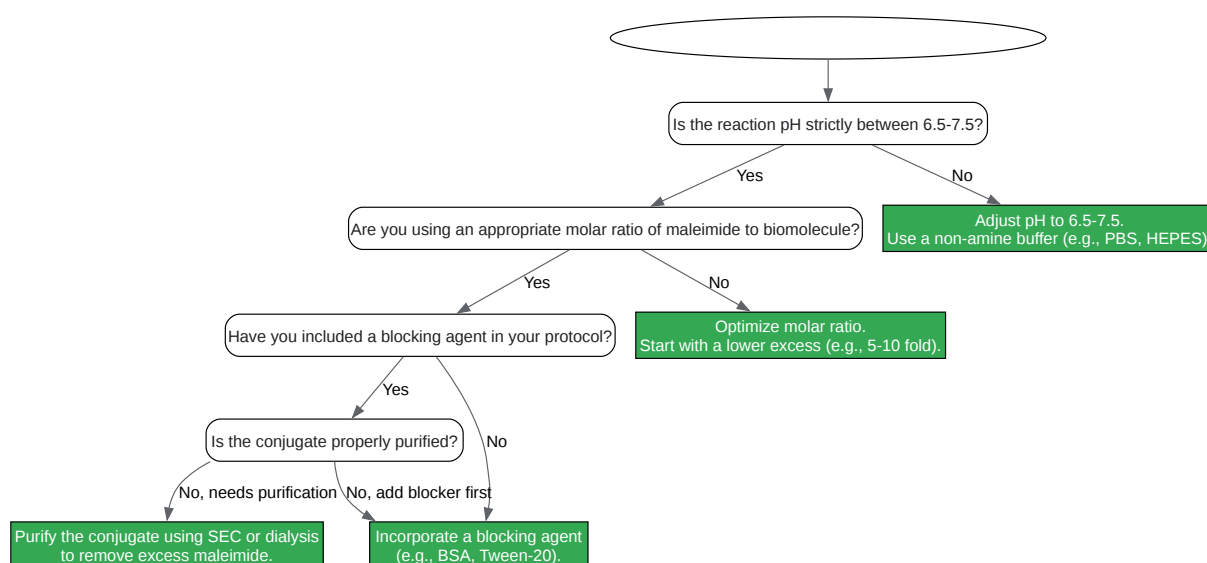 Is the reaction pH strictly between 6.5-7.5?
Yes
No
Are you using an appropriate molar ratio of maleimide to biomolecule?
Adjust pH to 6.5-7.5.
Use a non-amine buffer (e.g., PBS, HEPES)
Yes
No
Have you included a blocking agent in your protocol?
Optimize molar ratio.
Start with a lower excess (e.g., 5-10 fold).
Yes
Is the conjugate properly purified?
No
No, needs purification
No, add blocker first
Purify the conjugate using SEC or dialysis
to remove excess maleimide.
Incorporate a blocking agent
(e.g., BSA, Tween-20).